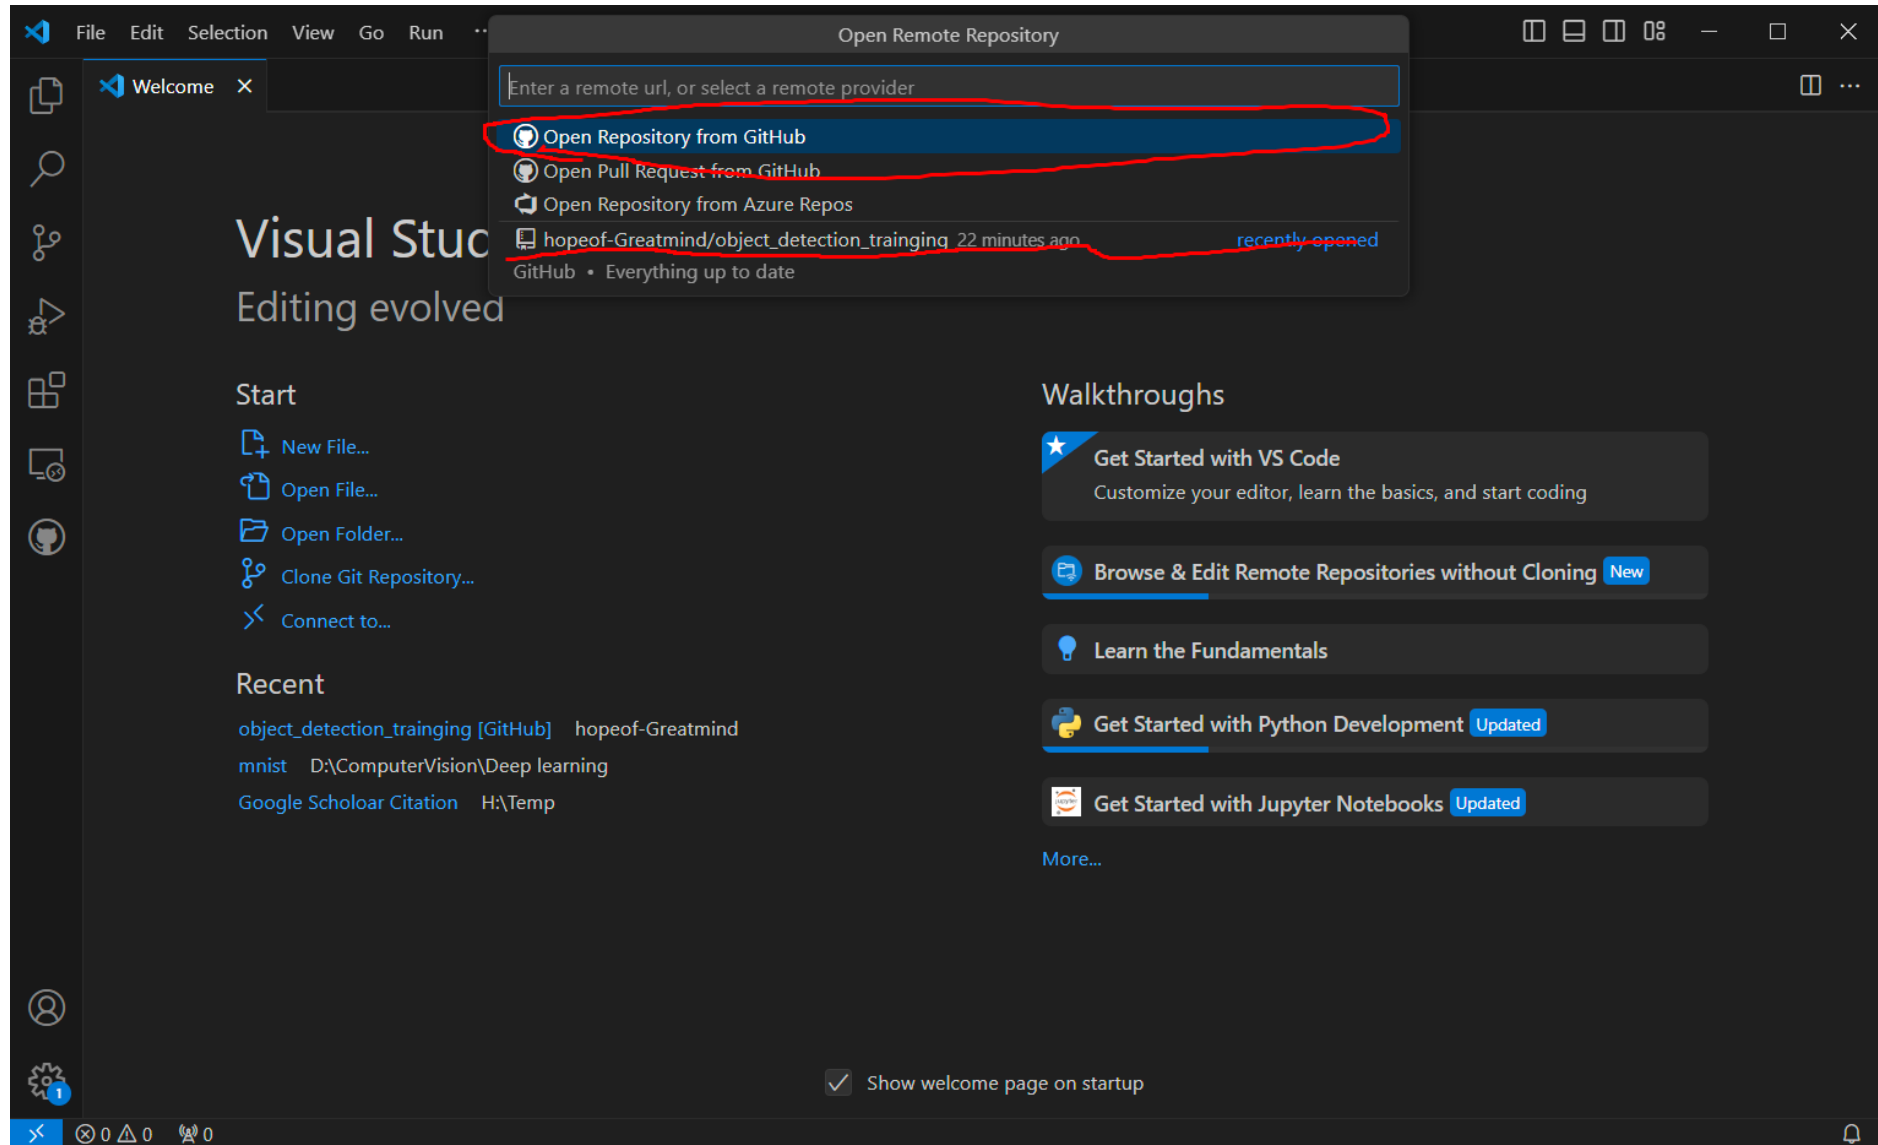 File Edit Selection View Go Run ··
Open Remote Repository
Welcome
Enter a remote url, or select a remote provider
Open Repository from GitHub
Open Pull Request from GitHub
Open Repository from Azure Repos
hopeof-Greatmind/object_detection_trainging 22 minutes ago recently opened
GitHub • Everything up to date
Visual Stud
Editing evolved
Start
New File...
Open File...
Open Folder...
Clone Git Repository...
Connect to...
Recent
object_detection_trainging [GitHub] hopeof-Greatmind
mnist D:\ComputerVision\Deep learning
Google Scholoar Citation H:\Temp
Walkthroughs
Get Started with VS Code
Customize your editor, learn the basics, and start coding
Browse & Edit Remote Repositories without Cloning New
Learn the Fundamentals
Get Started with Python Development Updated
Get Started with Jupyter Notebooks Updated
More...
Show welcome page on startup
1
0 0 0